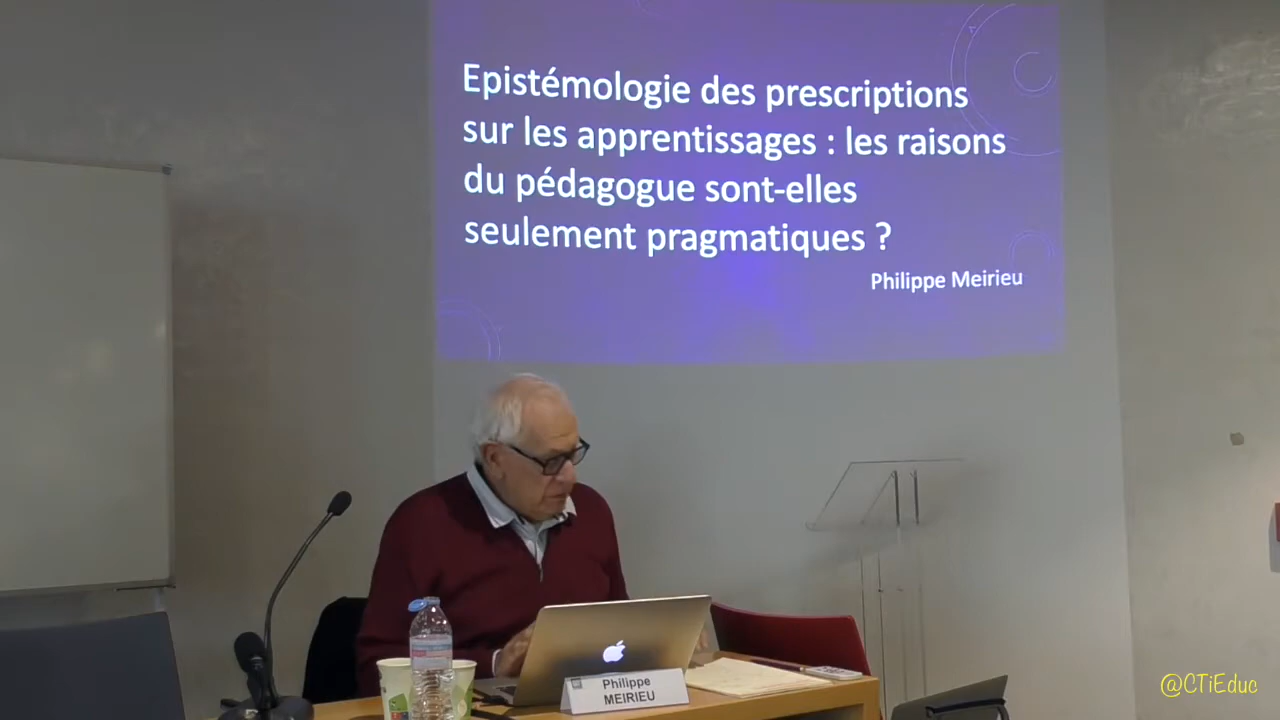 Epistémologie des prescriptions
sur les apprentissages : les raisons
du pédagogue sont-elles
seulement pragmatiques ?
Philippe Meirieu
Philippe
MEIRIEU
@CTiEduc